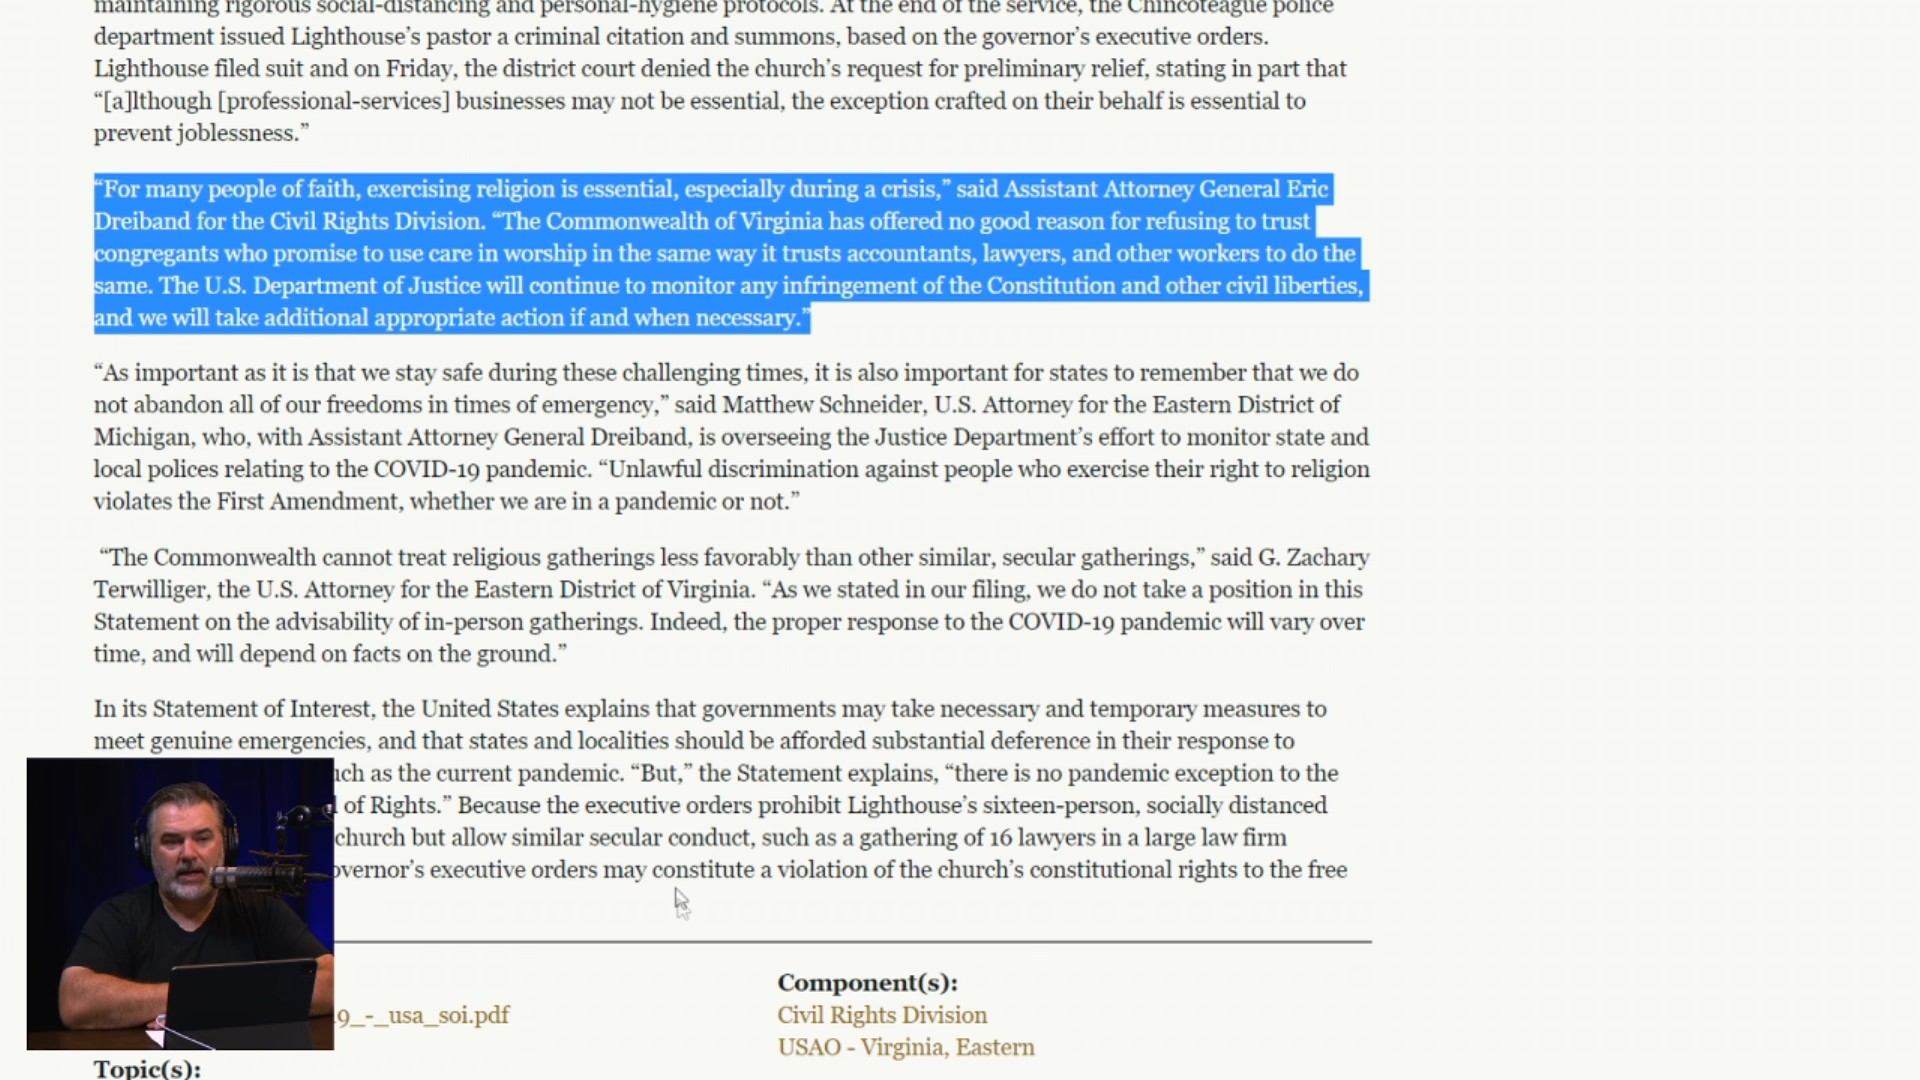 maintaining rigorous social-distancing and personal-hygiene protocols. At the end of the service, the Chincoteague police
department issued Lighthouse’s pastor a criminal citation and summons, based on the governor’s executive orders.
Lighthouse filed suit and on Friday, the district court denied the church’s request for preliminary relief, stating in part that
“[a]lthough [professional-services] businesses may not be essential, the exception crafted on their behalf is essential to
prevent joblessness.”
“For many people of faith, exercising religion is essential, especially during a crisis,” said Assistant Attorney General Eric
Dreiband for the Civil Rights Division. “The Commonwealth of Virginia has offered no good reason for refusing to trust
congregants who promise to use care in worship in the same way it trusts accountants, lawyers, and other workers to do the
same. The U.S. Department of Justice will continue to monitor any infringement of the Constitution and other civil liberties,
and we will take additional appropriate action if and when necessary.”
“As important as it is that we stay safe during these challenging times, it is also important for states to remember that we do
not abandon all of our freedoms in times of emergency,” said Matthew Schneider, U.S. Attorney for the Eastern District of
Michigan, who, with Assistant Attorney General Dreiband, is overseeing the Justice Department’s effort to monitor state and
local polices relating to the COVID-19 pandemic. “Unlawful discrimination against people who exercise their right to religion
violates the First Amendment, whether we are in a pandemic or not.”
“The Commonwealth cannot treat religious gatherings less favorably than other similar, secular gatherings,” said G. Zachary
Terwilliger, the U.S. Attorney for the Eastern District of Virginia. “As we stated in our filing, we do not take a position in this
Statement on the advisability of in-person gatherings. Indeed, the proper response to the COVID-19 pandemic will vary over
time, and will depend on facts on the ground.”
In its Statement of Interest, the United States explains that governments may take necessary and temporary measures to
meet genuine emergencies, and that states and localities should be afforded substantial deference in their response to
as the current pandemic. “But,” the Statement explains, “there is no pandemic exception to the
of Rights.” Because the executive orders prohibit Lighthouse’s sixteen-person, socially distanced
church but allow similar secular conduct, such as a gathering of 16 lawyers in a large law firm
executive orders may constitute a violation of the church’s constitutional rights to the free
Component(s):
9_-_usa_soi.pdf
Civil Rights Division
USAO - Virginia, Eastern
Topic(s):